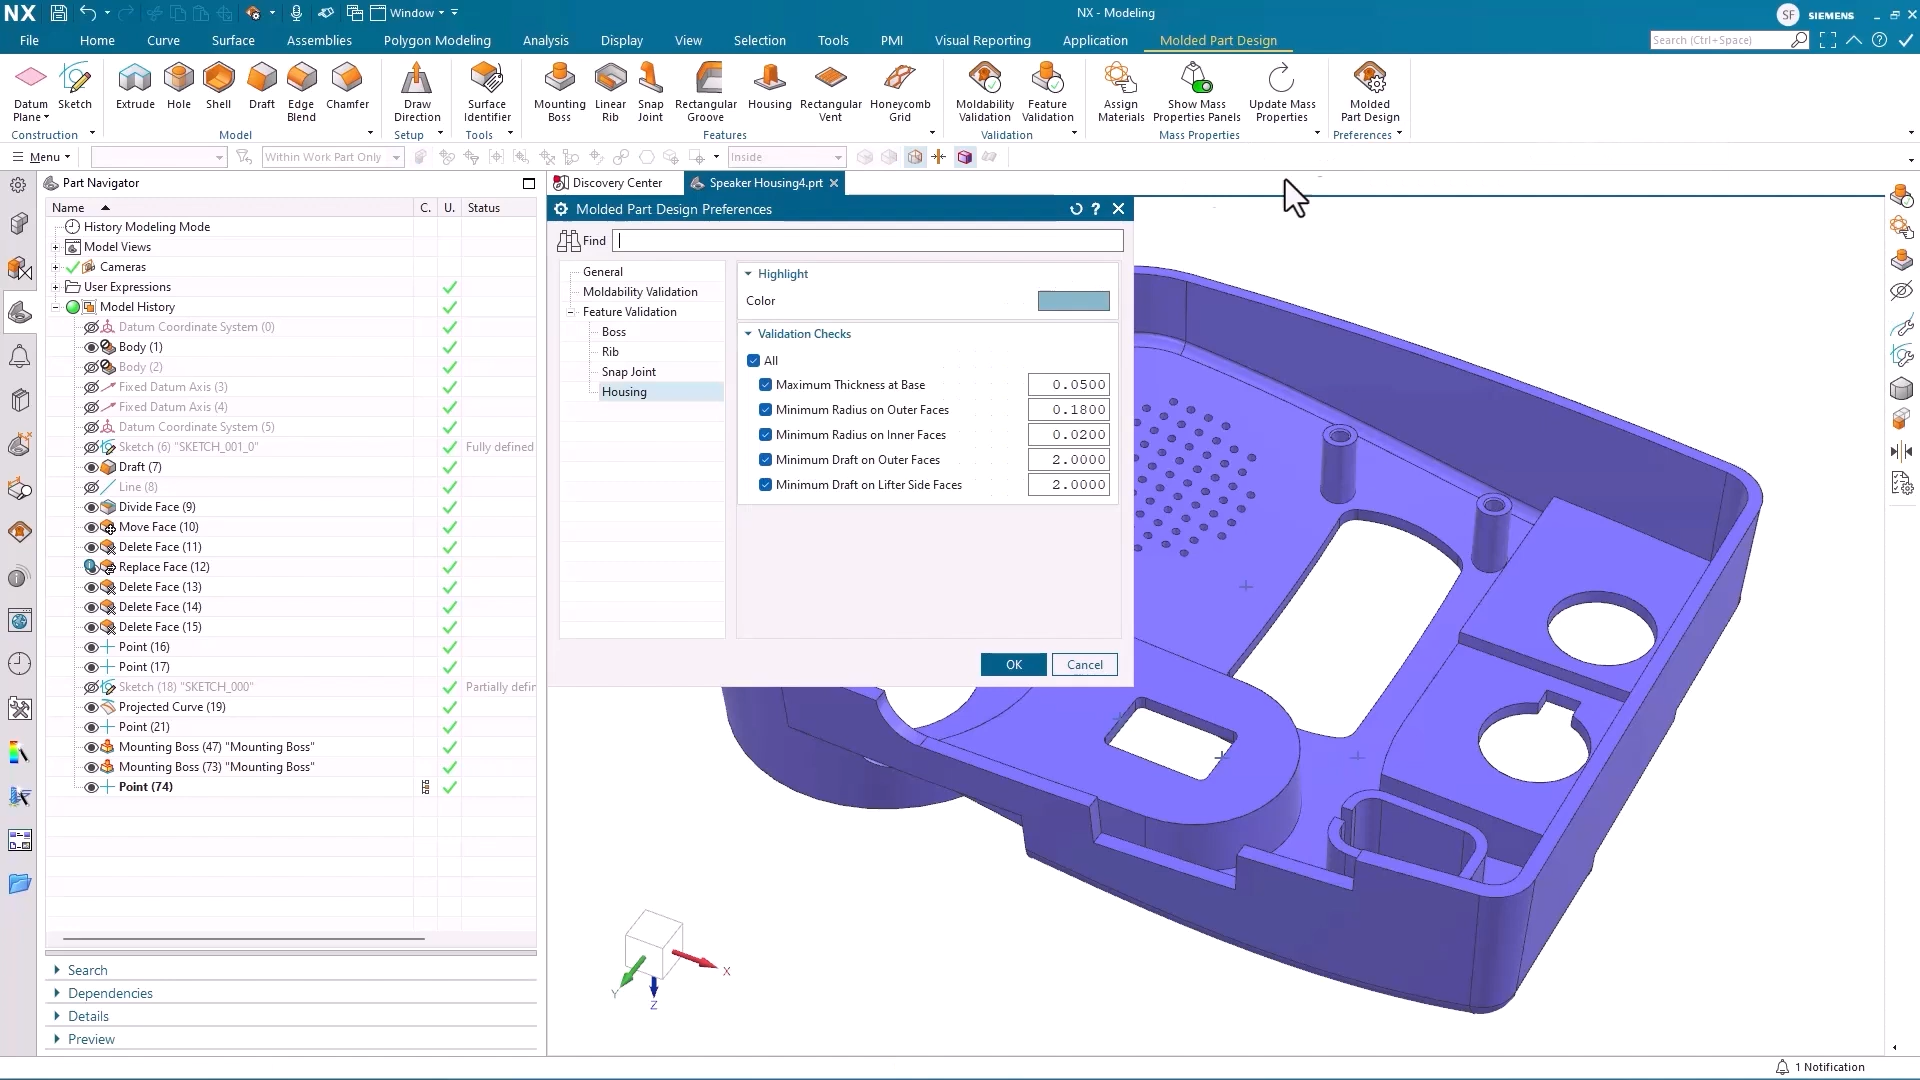 NX
Window
NX - Modeling
SF
SIEMENS
File
Home
Curve
Surface
Assemblies
Polygon Modeling
Analysis
Display
View
Selection
Tools
PMI
Visual Reporting
Application
Molded Part Design
Search (Ctrl+Space)
Datum Plane
Sketch
Extrude
Hole
Shell
Draft
Edge Blend
Chamfer
Draw Direction
Surface Identifier
Mounting Boss
Linear Rib
Snap Joint
Rectangular Groove
Housing
Rectangular Vent
Honeycomb Grid
Moldability Validation
Feature Validation
Assign Materials
Show Mass Properties Panels
Update Mass Properties
Molded Part Design
Construction
Model
Setup
Tools
Features
Validation
Mass Properties
Preferences
Menu
Within Work Part Only
Inside
Part Navigator
Name C. U. Status
History Modeling Mode
Model Views
Cameras
User Expressions
Model History
Datum Coordinate System (0)
Body (1)
Body (2)
Fixed Datum Axis (3)
Fixed Datum Axis (4)
Datum Coordinate System (5)
Sketch (6) "SKETCH_001_0" Fully defined
Draft (7)
Line (8)
Divide Face (9)
Move Face (10)
Delete Face (11)
Replace Face (12)
Delete Face (13)
Delete Face (14)
Delete Face (15)
Point (16)
Point (17)
Sketch (18) "SKETCH_000" Partially defir
Projected Curve (19)
Point (21)
Mounting Boss (47) "Mounting Boss"
Mounting Boss (73) "Mounting Boss"
Point (74)
Search
Dependencies
Details
Preview
Discovery Center
Speaker Housing4.prt
Molded Part Design Preferences
Find
General
Moldability Validation
Feature Validation
Boss
Rib
Snap Joint
Housing
Highlight
Color
Validation Checks
All
Maximum Thickness at Base 0.0500
Minimum Radius on Outer Faces 0.1800
Minimum Radius on Inner Faces 0.0200
Minimum Draft on Outer Faces 2.0000
Minimum Draft on Lifter Side Faces 2.0000
OK
Cancel
X
Y
Z
1 Notification